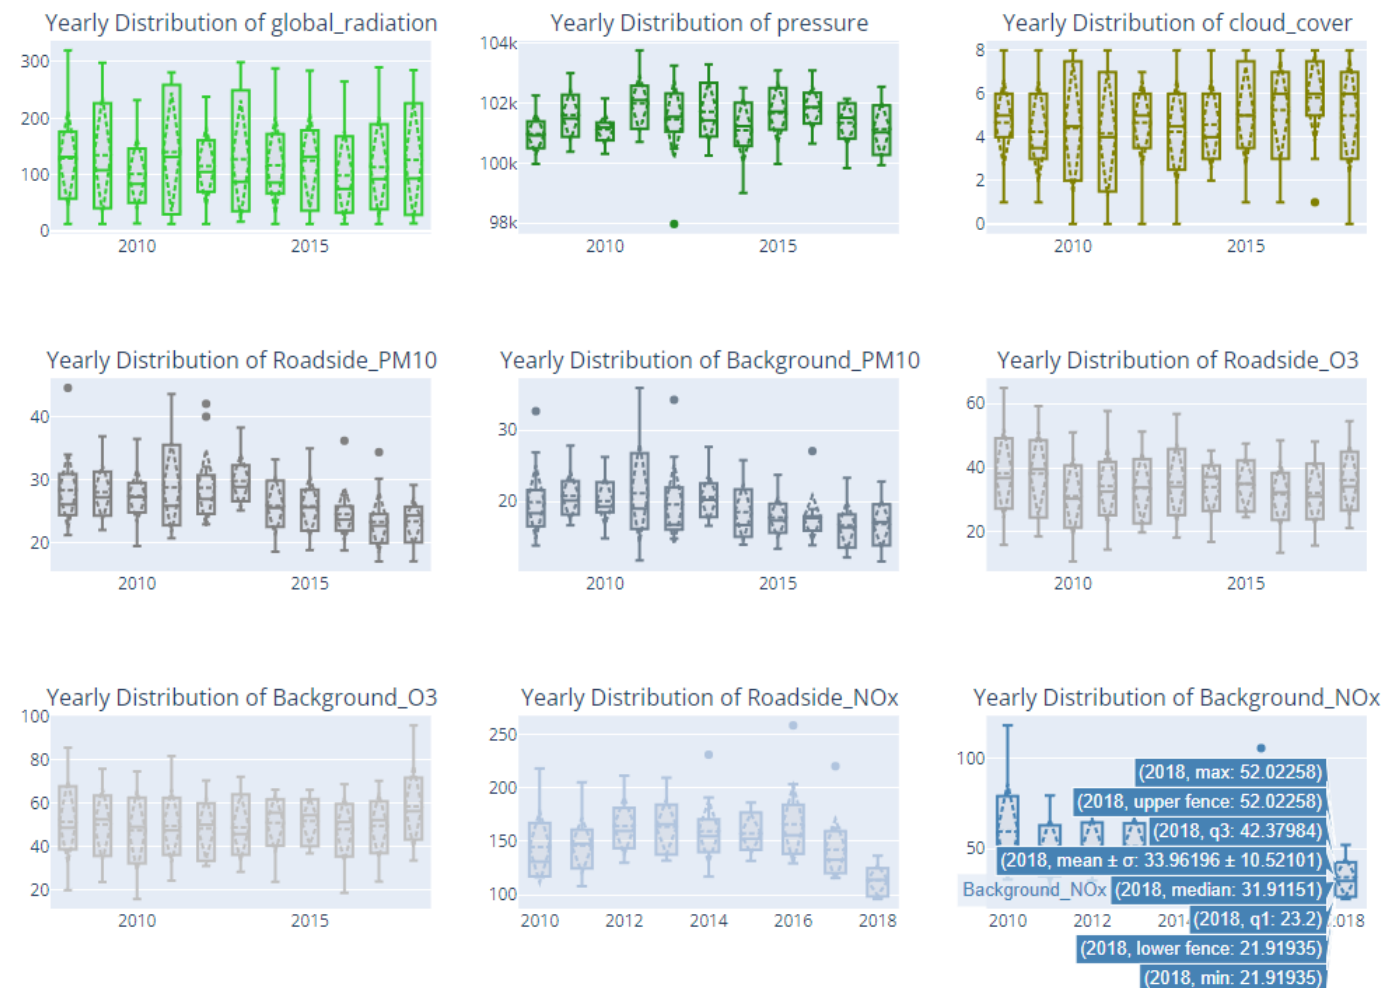 Yearly Distribution of global_radiation
Yearly Distribution of pressure
Yearly Distribution of cloud_cover
300
200
100
0
2010
2015
104k
102k
100k
98k
2010
2015
8
6
4
2
0
2010
2015
Yearly Distribution of Roadside_PM10
Yearly Distribution of Background_PM10
Yearly Distribution of Roadside_O3
40
30
20
2010
2015
30
20
2010
2015
60
40
20
2010
2015
Yearly Distribution of Background_O3
Yearly Distribution of Roadside_NOx
Yearly Distribution of Background_NOx
100
80
60
40
20
2010
2015
250
200
150
100
2010
2012
2014
2016
2018
100
50
(2018, max: 52.02258)
(2018, upper fence: 52.02258)
(2018, q3: 42.37984)
(2018, mean ± σ: 33.96196 ± 10.52101)
Background_NOx (2018, median: 31.91151)
(2018, q1: 23.2)
(2018, lower fence: 21.91935)
(2018, min: 21.91935)
2010
2012